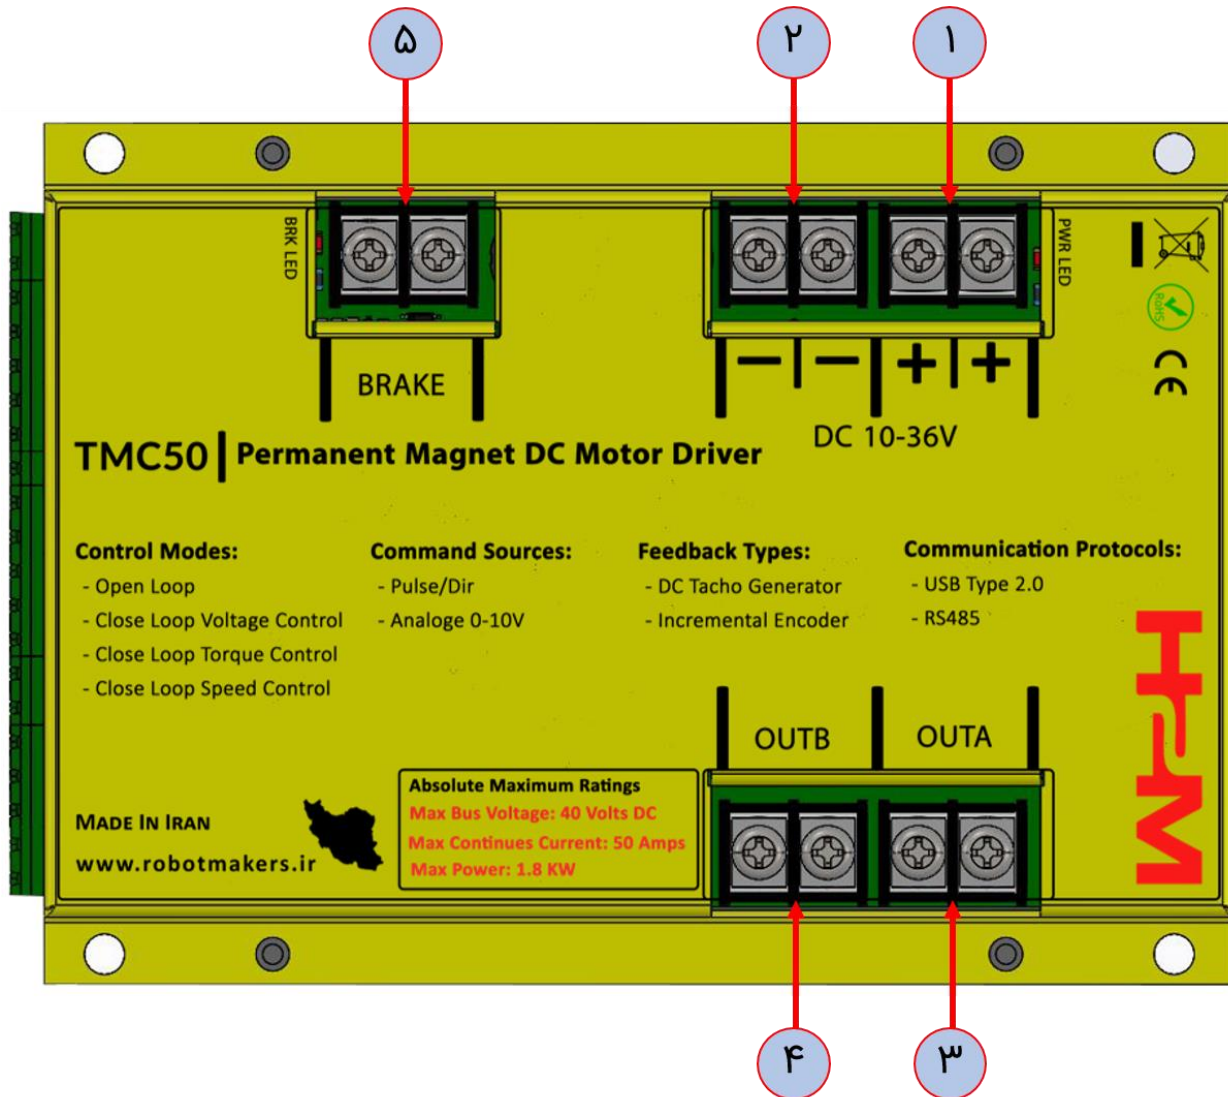 ۵
۲
۱
BRK LED
PWR LED
RoHS
CE
BRAKE
− − + +
DC 10-36V
TMC50 | Permanent Magnet DC Motor Driver
Control Modes:
- Open Loop
- Close Loop Voltage Control
- Close Loop Torque Control
- Close Loop Speed Control
Command Sources:
- Pulse/Dir
- Analoge 0-10V
Feedback Types:
- DC Tacho Generator
- Incremental Encoder
Communication Protocols:
- USB Type 2.0
- RS485
OUTB
OUTA
Absolute Maximum Ratings
Max Bus Voltage: 40 Volts DC
Max Continues Current: 50 Amps
Max Power: 1.8 KW
MADE IN IRAN
www.robotmakers.ir
۴
۳